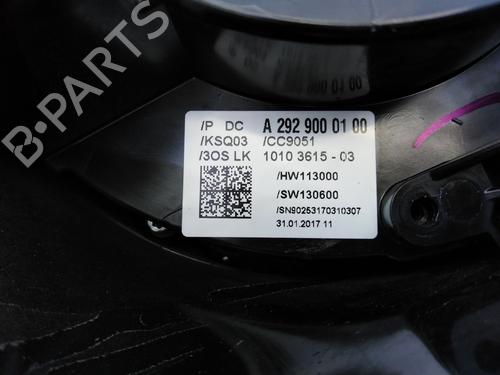 B-PARTS
/P DC A 292 900 01 00
/KSQ03 /CC9051
/3OS LK 1010 3615 - 03
/HW113000
/SW130600
/SN90253170310307
31.01.2017 11